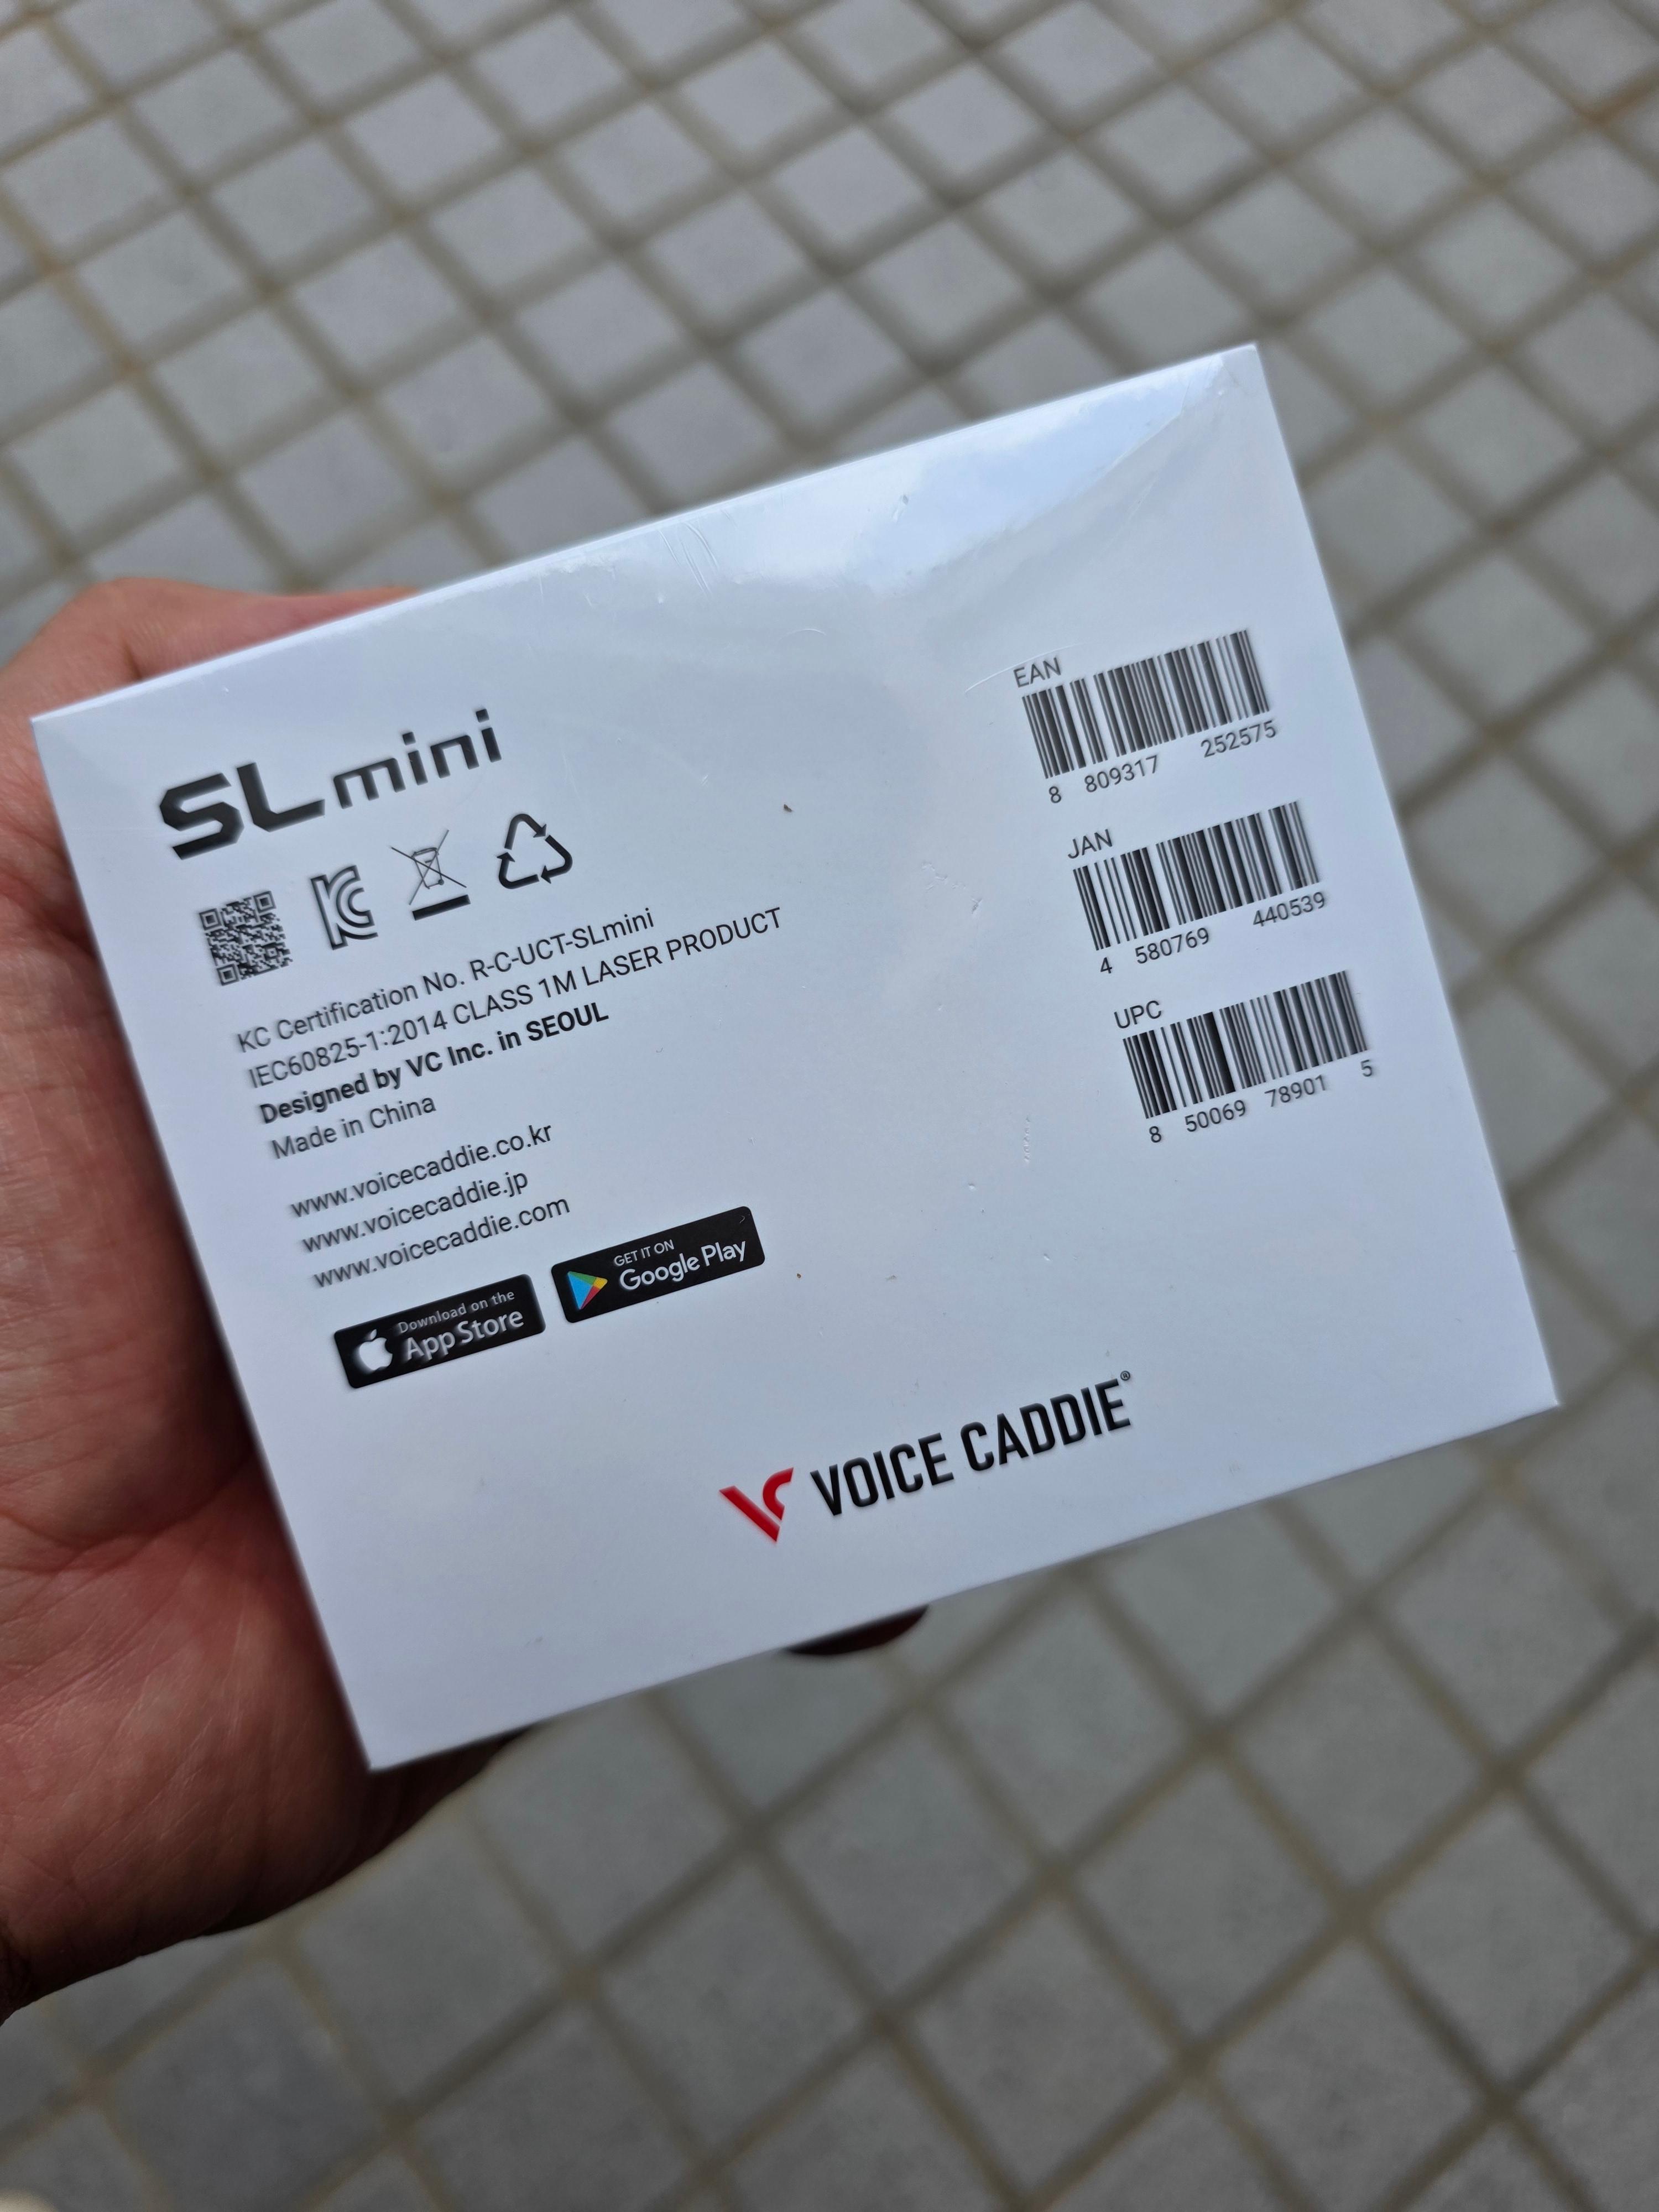 SL mini
KC Certification No. R-C-UCT-SLmini
IEC60825-1:2014 CLASS 1M LASER PRODUCT
Designed by VC Inc. in SEOUL
Made in China
www.voicecaddie.co.kr
www.voicecaddie.jp
www.voicecaddie.com
Download on the
App Store
GET IT ON
Google Play
EAN
8 809317 252575
JAN
4 580769 440539
UPC
8 50069 78901 5
VOICE CADDIE®